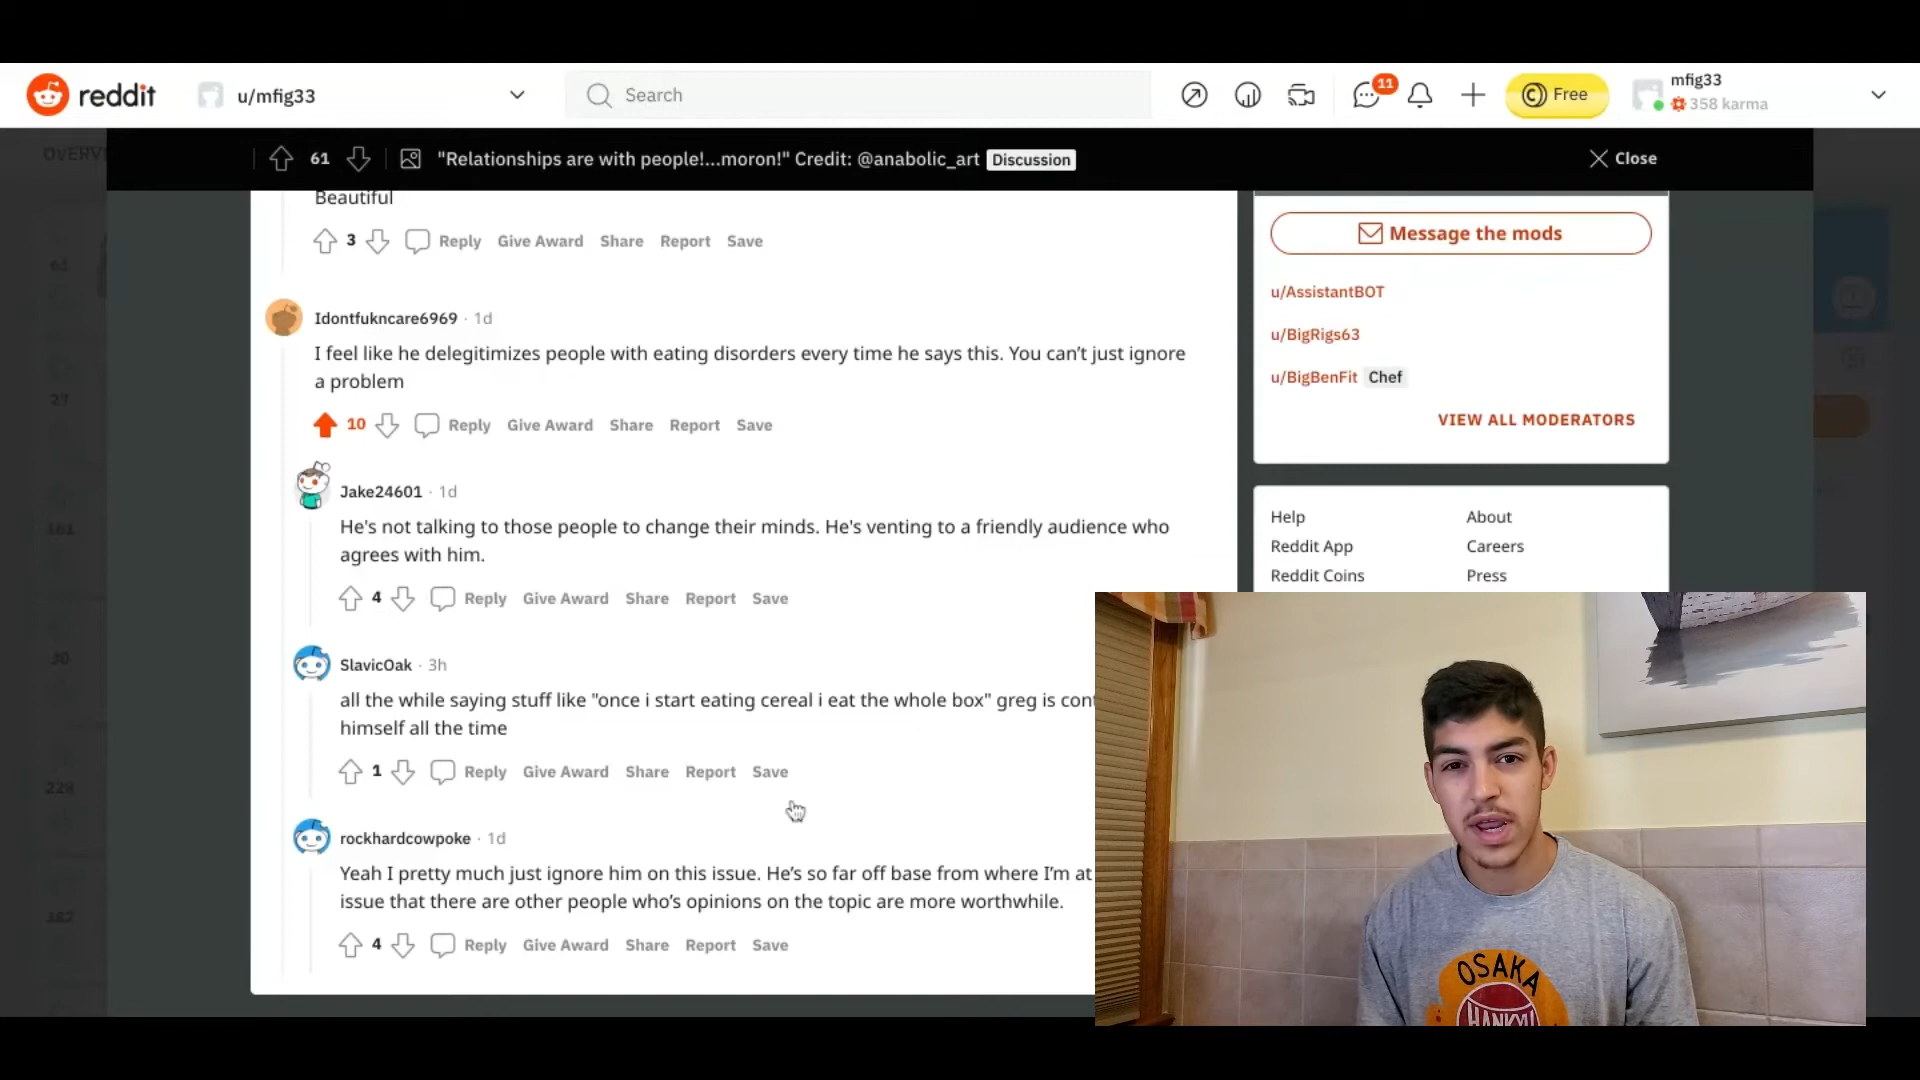 reddit
u/mfig33
Search
11
Free
mfig33
358 karma
OVERV
61
"Relationships are with people!...moron!" Credit: @anabolic_art
Discussion
Close
Beautiful
3 Reply Give Award Share Report Save
Idontfukncare6969 · 1d
I feel like he delegitimizes people with eating disorders every time he says this. You can’t just ignore
a problem
10 Reply Give Award Share Report Save
Jake24601 · 1d
He's not talking to those people to change their minds. He's venting to a friendly audience who
agrees with him.
4 Reply Give Award Share Report Save
SlavicOak · 3h
all the while saying stuff like "once i start eating cereal i eat the whole box" greg is con
himself all the time
1 Reply Give Award Share Report Save
rockhardcowpoke · 1d
Yeah I pretty much just ignore him on this issue. He’s so far off base from where I’m at
issue that there are other people who’s opinions on the topic are more worthwhile.
4 Reply Give Award Share Report Save
Message the mods
u/AssistantBOT
u/BigRigs63
u/BigBenFit Chef
VIEW ALL MODERATORS
Help About
Reddit App Careers
Reddit Coins Press
61
228
OSAKA
HANKYU